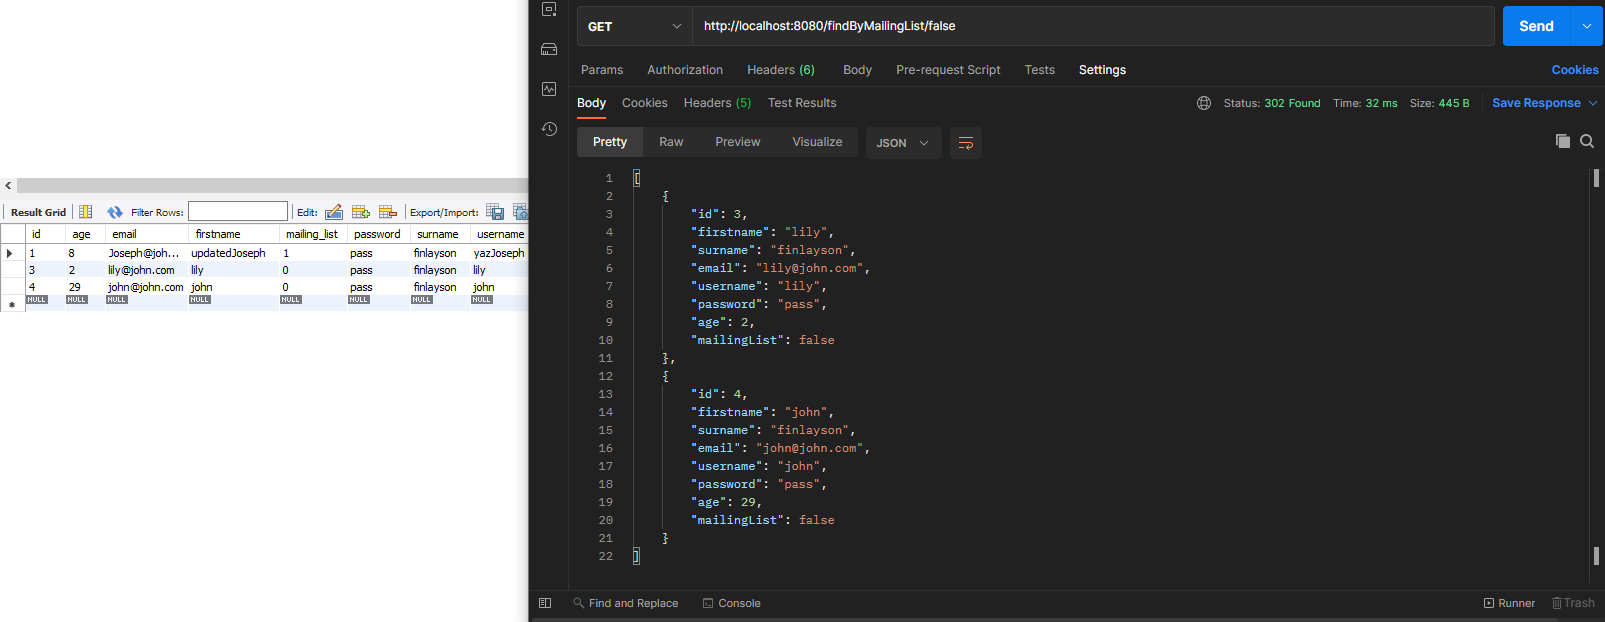 Result Grid Filter Rows: Edit: Export/Import:
id age email firstname mailing_list password surname username
1 8 Joseph@joh... updatedJoseph 1 pass finlayson yazJoseph
3 2 lily@john.com lily 0 pass finlayson lily
4 29 john@john.com john 0 pass finlayson john
NULL NULL NULL NULL NULL NULL NULL NULL
GET http://localhost:8080/findByMailingList/false Send
Params Authorization Headers (6) Body Pre-request Script Tests Settings Cookies
Body Cookies Headers (5) Test Results Status: 302 Found Time: 32 ms Size: 445 B Save Response
Pretty Raw Preview Visualize JSON
1 [
2 {
3 "id": 3,
4 "firstname": "lily",
5 "surname": "finlayson",
6 "email": "lily@john.com",
7 "username": "lily",
8 "password": "pass",
9 "age": 2,
10 "mailingList": false
11 },
12 {
13 "id": 4,
14 "firstname": "john",
15 "surname": "finlayson",
16 "email": "john@john.com",
17 "username": "john",
18 "password": "pass",
19 "age": 29,
20 "mailingList": false
21 }
22 ]
Find and Replace Console Runner Trash